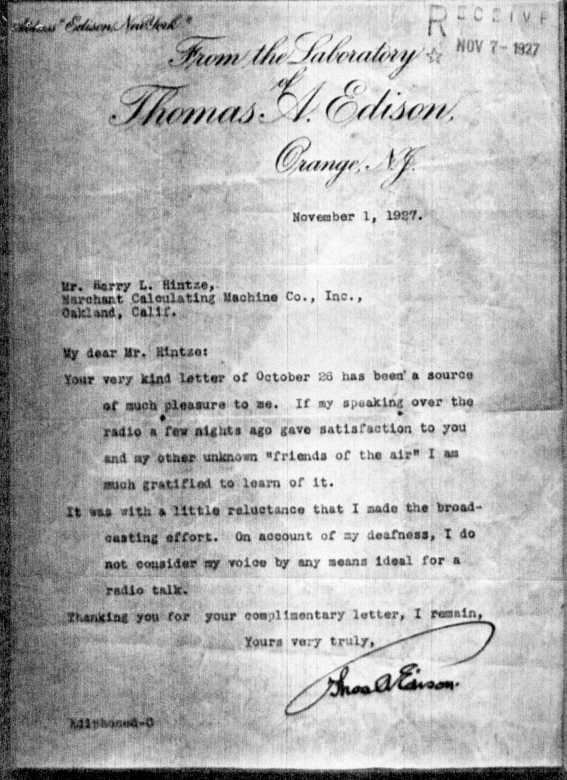 "Edison, New York"
RECEIVE
NOV 7-1927
From the Laboratory
of
Thomas A. Edison,
Orange, N.J.
November 1, 1927.
Mr. Harry L. Hintze,
Marchant Calculating Machine Co., Inc.,
Oakland, Calif.
My dear Mr. Hintze:
Your very kind letter of October 26 has been a source
of much pleasure to me. If my speaking over the
radio a few nights ago gave satisfaction to you
and my other unknown "friends of the air" I am
much gratified to learn of it.
It was with a little reluctance that I made the broad-
casting effort. On account of my deafness, I do
not consider my voice by any means ideal for a
radio talk.
Thanking you for your complimentary letter, I remain,
Yours very truly,
Thos A Edison.
Ediphoned-